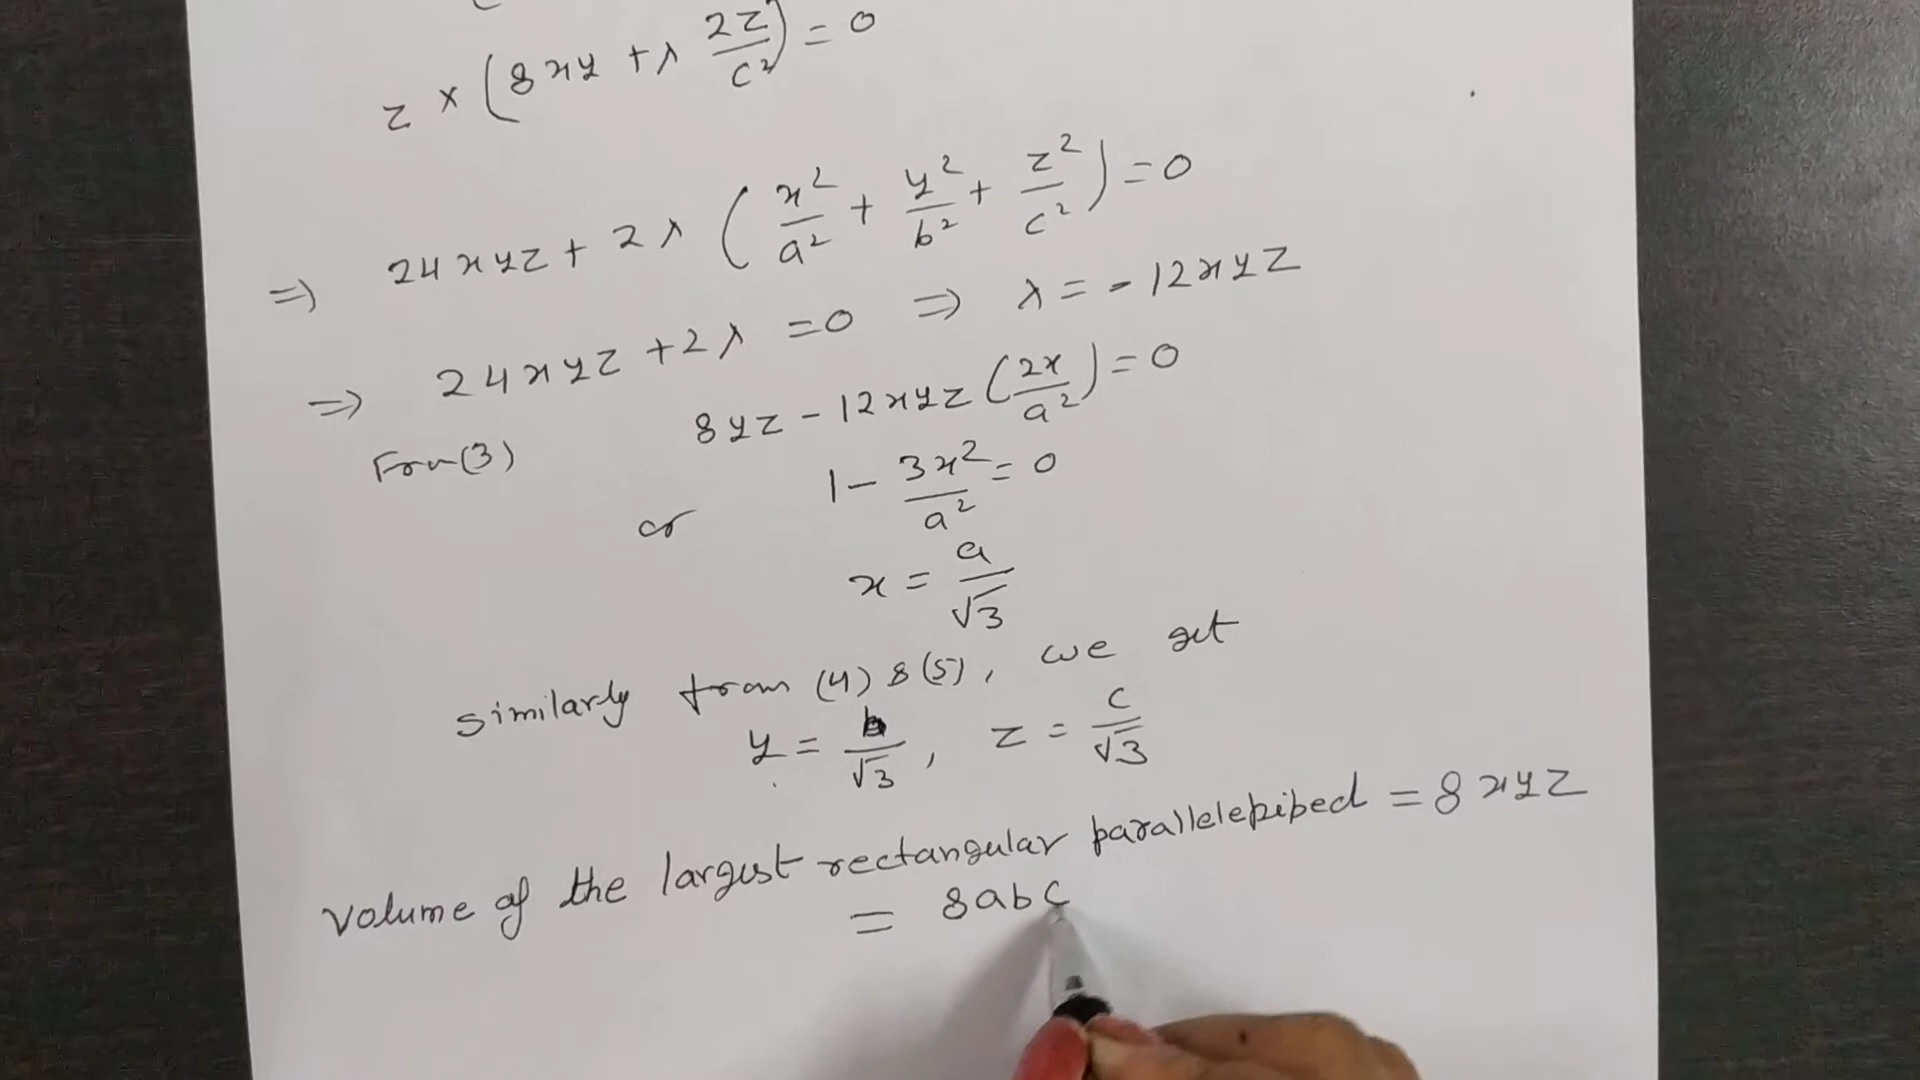 z × (8xy + λ 2z/c²) = 0
⇒ 24xyz + 2λ (x²/a² + y²/b² + z²/c²) = 0
⇒ 24xyz + 2λ = 0 ⇒ λ = -12xyz
From(3) 8yz - 12xyz (2x/a²) = 0
or 1 - 3x²/a² = 0
x = a/√3
similarly from (4) & (5), we get
y = b/√3, z = c/√3
volume of the largest rectangular parallelepiped = 8xyz
= 8abc